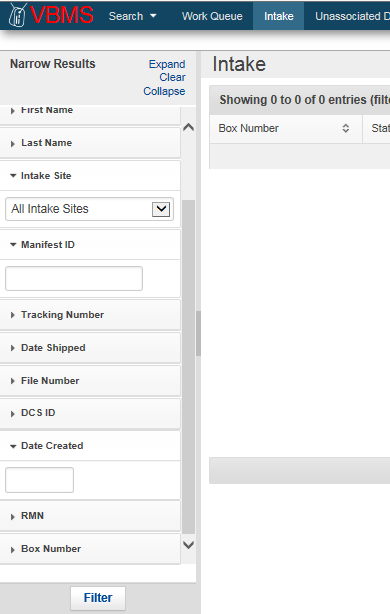 VBMS Search Work Queue Intake Unassociated D
Narrow Results Expand
Clear
Collapse
Intake
Showing 0 to 0 of 0 entries (filte
Box Number Stat
First Name
Last Name
Intake Site
All Intake Sites
Manifest ID
Tracking Number
Date Shipped
File Number
DCS ID
Date Created
RMN
Box Number
Filter